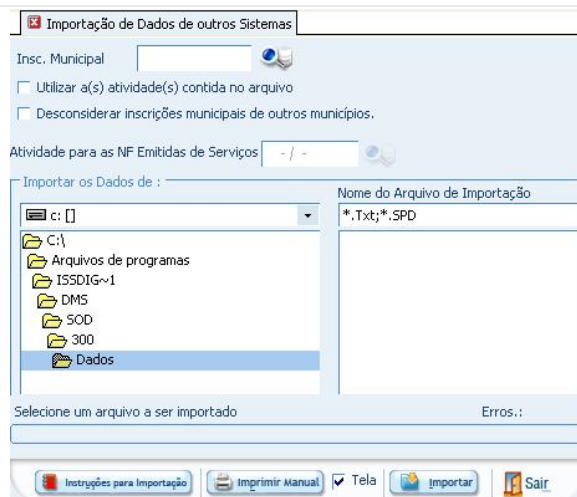 Importação de Dados de outros Sistemas
Insc. Municipal
Utilizar a(s) atividade(s) contida no arquivo
Desconsiderar inscrições municipais de outros municípios.
Atividade para as NF Emitidas de Serviços - / -
Importar os Dados de :
Nome do Arquivo de Importação
c: []
*.Txt;*.SPD
C:\
Arquivos de programas
ISSDIG~1
DMS
SOD
300
Dados
Selecione um arquivo a ser importado Erros.:
Instruções para Importação Imprimir Manual Tela Importar Sair